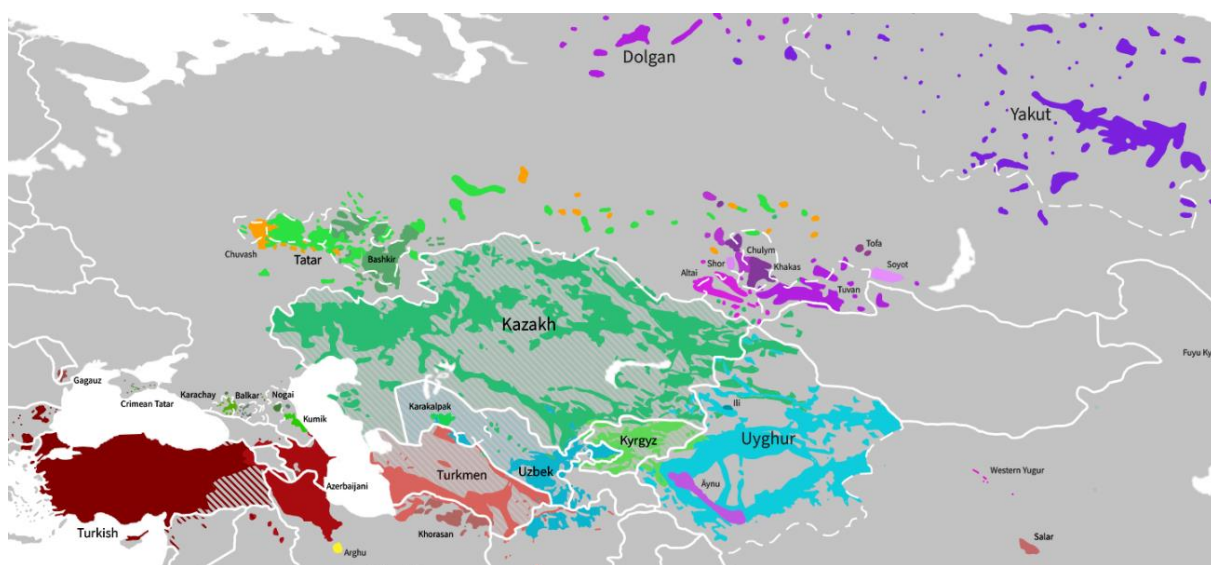 Dolgan
Yakut
Chuvash
Tatar
Bashkir
Chulym
Shor
Khakas
Altai
Tofa
Soyot
Tuvan
Kazakh
Fuyu Ky
Gagauz
Crimean Tatar
Karachay
Balkar
Nogai
Kumik
Karakalpak
Ili
Kyrgyz
Uyghur
Turkmen
Uzbek
Äynu
Western Yugur
Azerbaijani
Turkish
Khorasan
Arghu
Salar